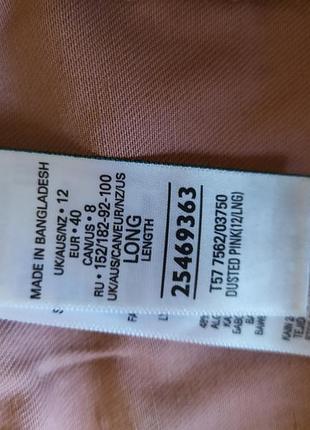 MADE IN BANGLADESH
UK/AUS/NZ • 12
EUR • 40
CAN/US • 8
RU • 152/182-92-100
UK/AUS/CAN/EUR/NZ/US
LONG
LENGTH
25469363
T57 7562/03750
DUSTED PINK(12/LNG)